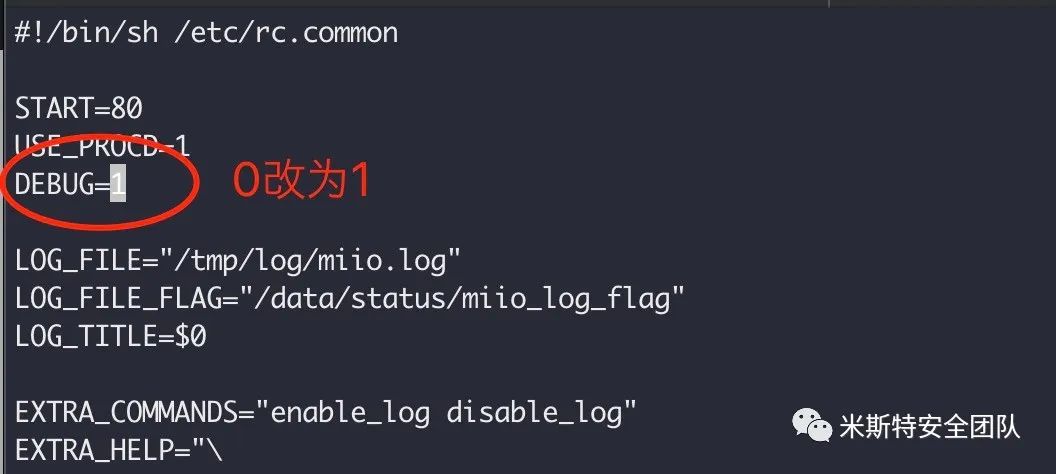 #!/bin/sh /etc/rc.common
START=80
USE_PROCD=1
DEBUG=1
0改为1
LOG_FILE="/tmp/log/miio.log"
LOG_FILE_FLAG="/data/status/miio_log_flag"
LOG_TITLE=$0
EXTRA_COMMANDS="enable_log disable_log"
EXTRA_HELP="\
米斯特安全团队